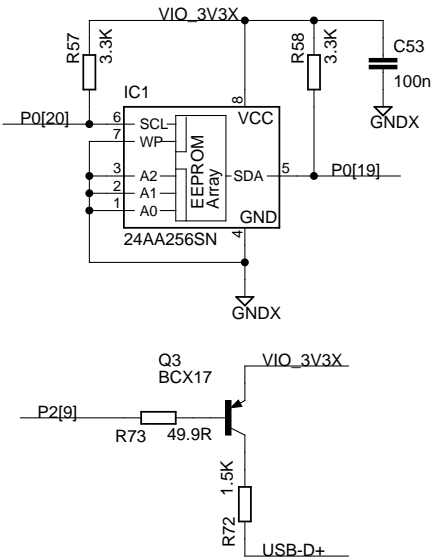 VIO_3V3X
R57
3.3K
R58
3.3K
C53
100n
GNDX
IC1
P0[20]
6
SCL
7
WP
3
A2
2
A1
1
A0
EEPROM
Array
8
VCC
SDA
5
P0[19]
GND
4
24AA256SN
GNDX
Q3
BCX17
VIO_3V3X
P2[9]
R73
49.9R
1.5K
R72
USB-D+